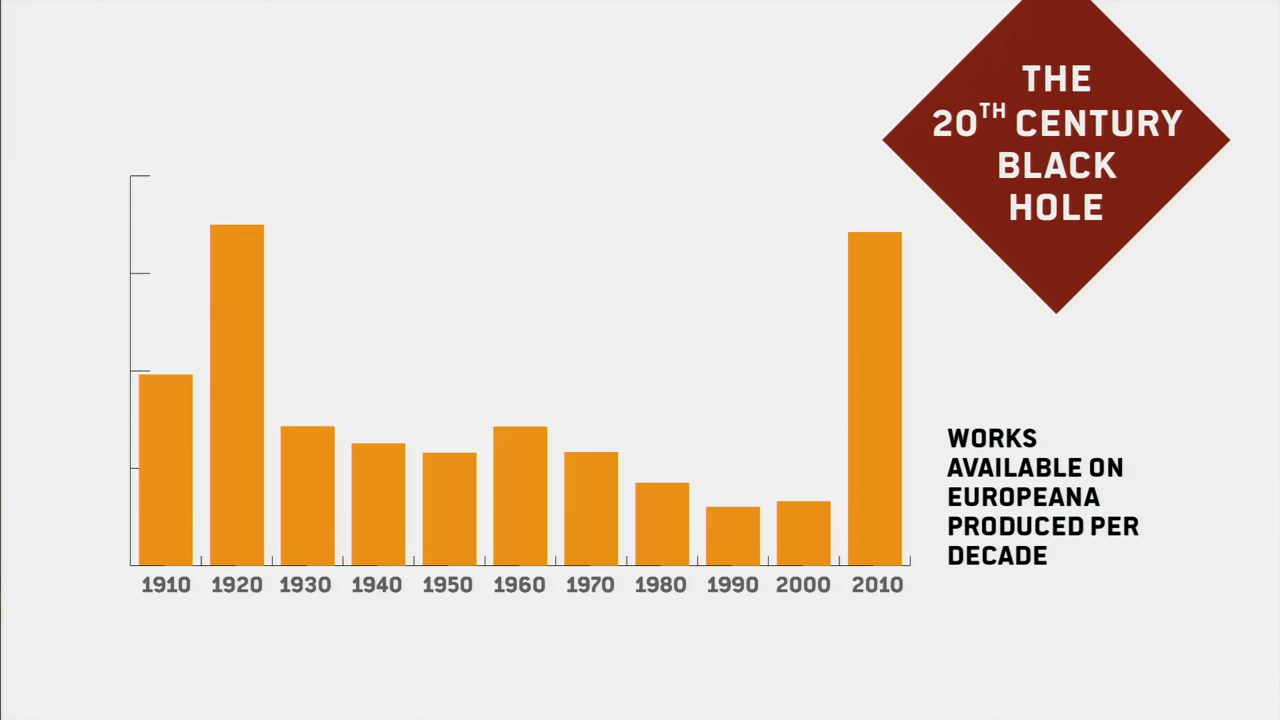 THE
20TH CENTURY
BLACK
HOLE
WORKS
AVAILABLE ON
EUROPEANA
PRODUCED PER
DECADE
1910 1920 1930 1940 1950 1960 1970 1980 1990 2000 2010